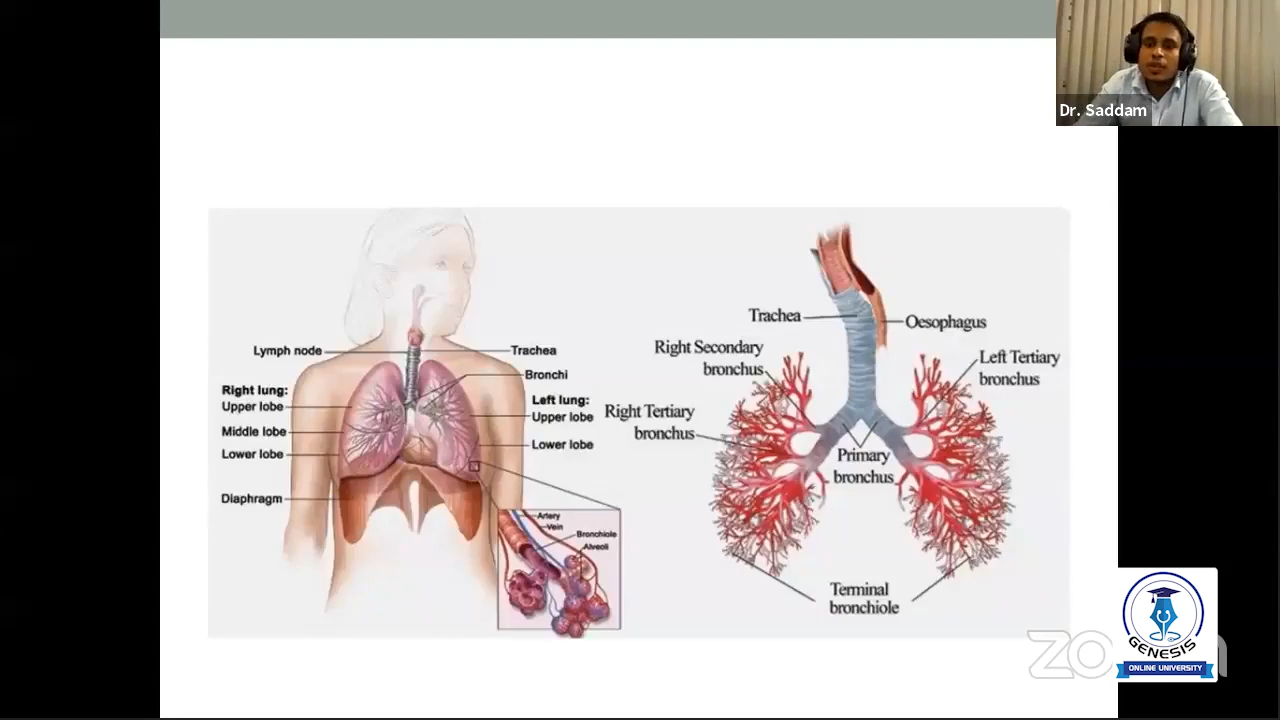 Dr. Saddam
Lymph node
Right lung:
Upper lobe
Middle lobe
Lower lobe
Diaphragm
Trachea
Bronchi
Left lung:
Upper lobe
Lower lobe
Artery
Vein
Bronchiole
Alveoli
Trachea
Oesophagus
Right Secondary
bronchus
Left Tertiary
bronchus
Right Tertiary
bronchus
Primary
bronchus
Terminal
bronchiole
GENESIS
ONLINE UNIVERSITY